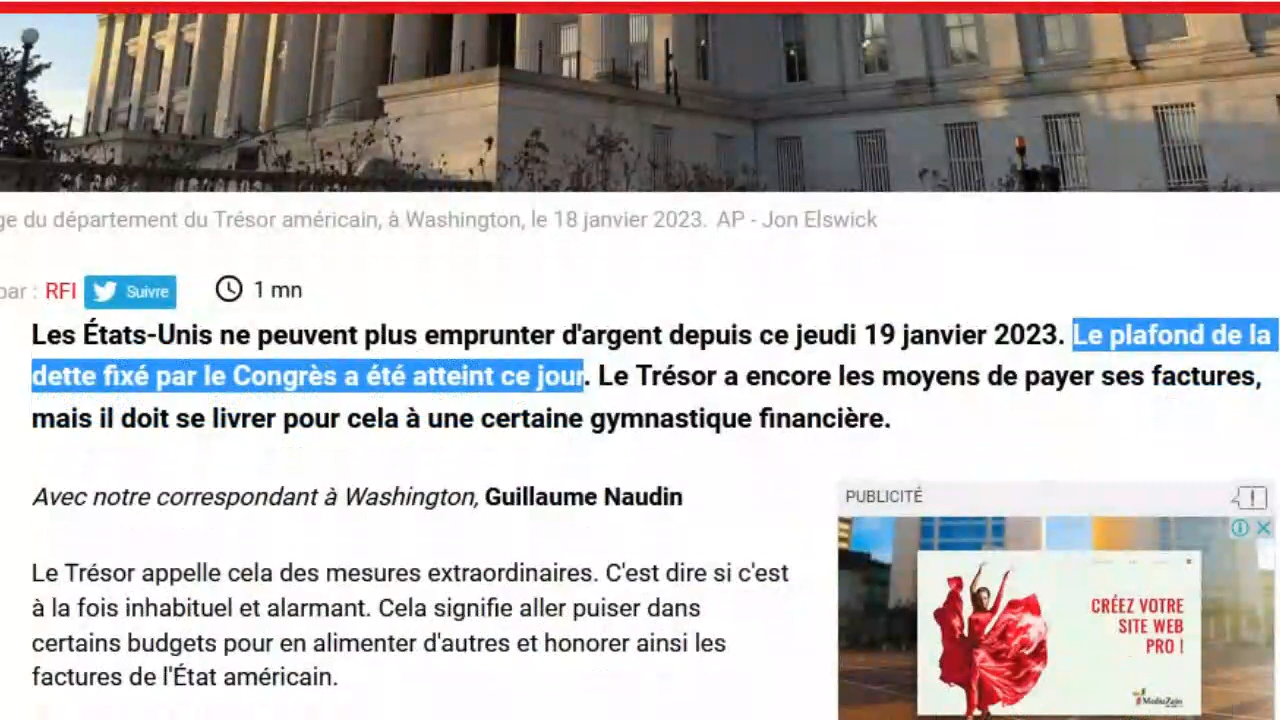 ge du département du Trésor américain, à Washington, le 18 janvier 2023. AP - Jon Elswick
par : RFI Suivre 1 mn
Les États-Unis ne peuvent plus emprunter d'argent depuis ce jeudi 19 janvier 2023. Le plafond de la
dette fixé par le Congrès a été atteint ce jour. Le Trésor a encore les moyens de payer ses factures,
mais il doit se livrer pour cela à une certaine gymnastique financière.
Avec notre correspondant à Washington, Guillaume Naudin
Le Trésor appelle cela des mesures extraordinaires. C'est dire si c'est
à la fois inhabituel et alarmant. Cela signifie aller puiser dans
certains budgets pour en alimenter d'autres et honorer ainsi les
factures de l'État américain.
PUBLICITÉ
CRÉEZ VOTRE
SITE WEB
PRO !
MediaZain